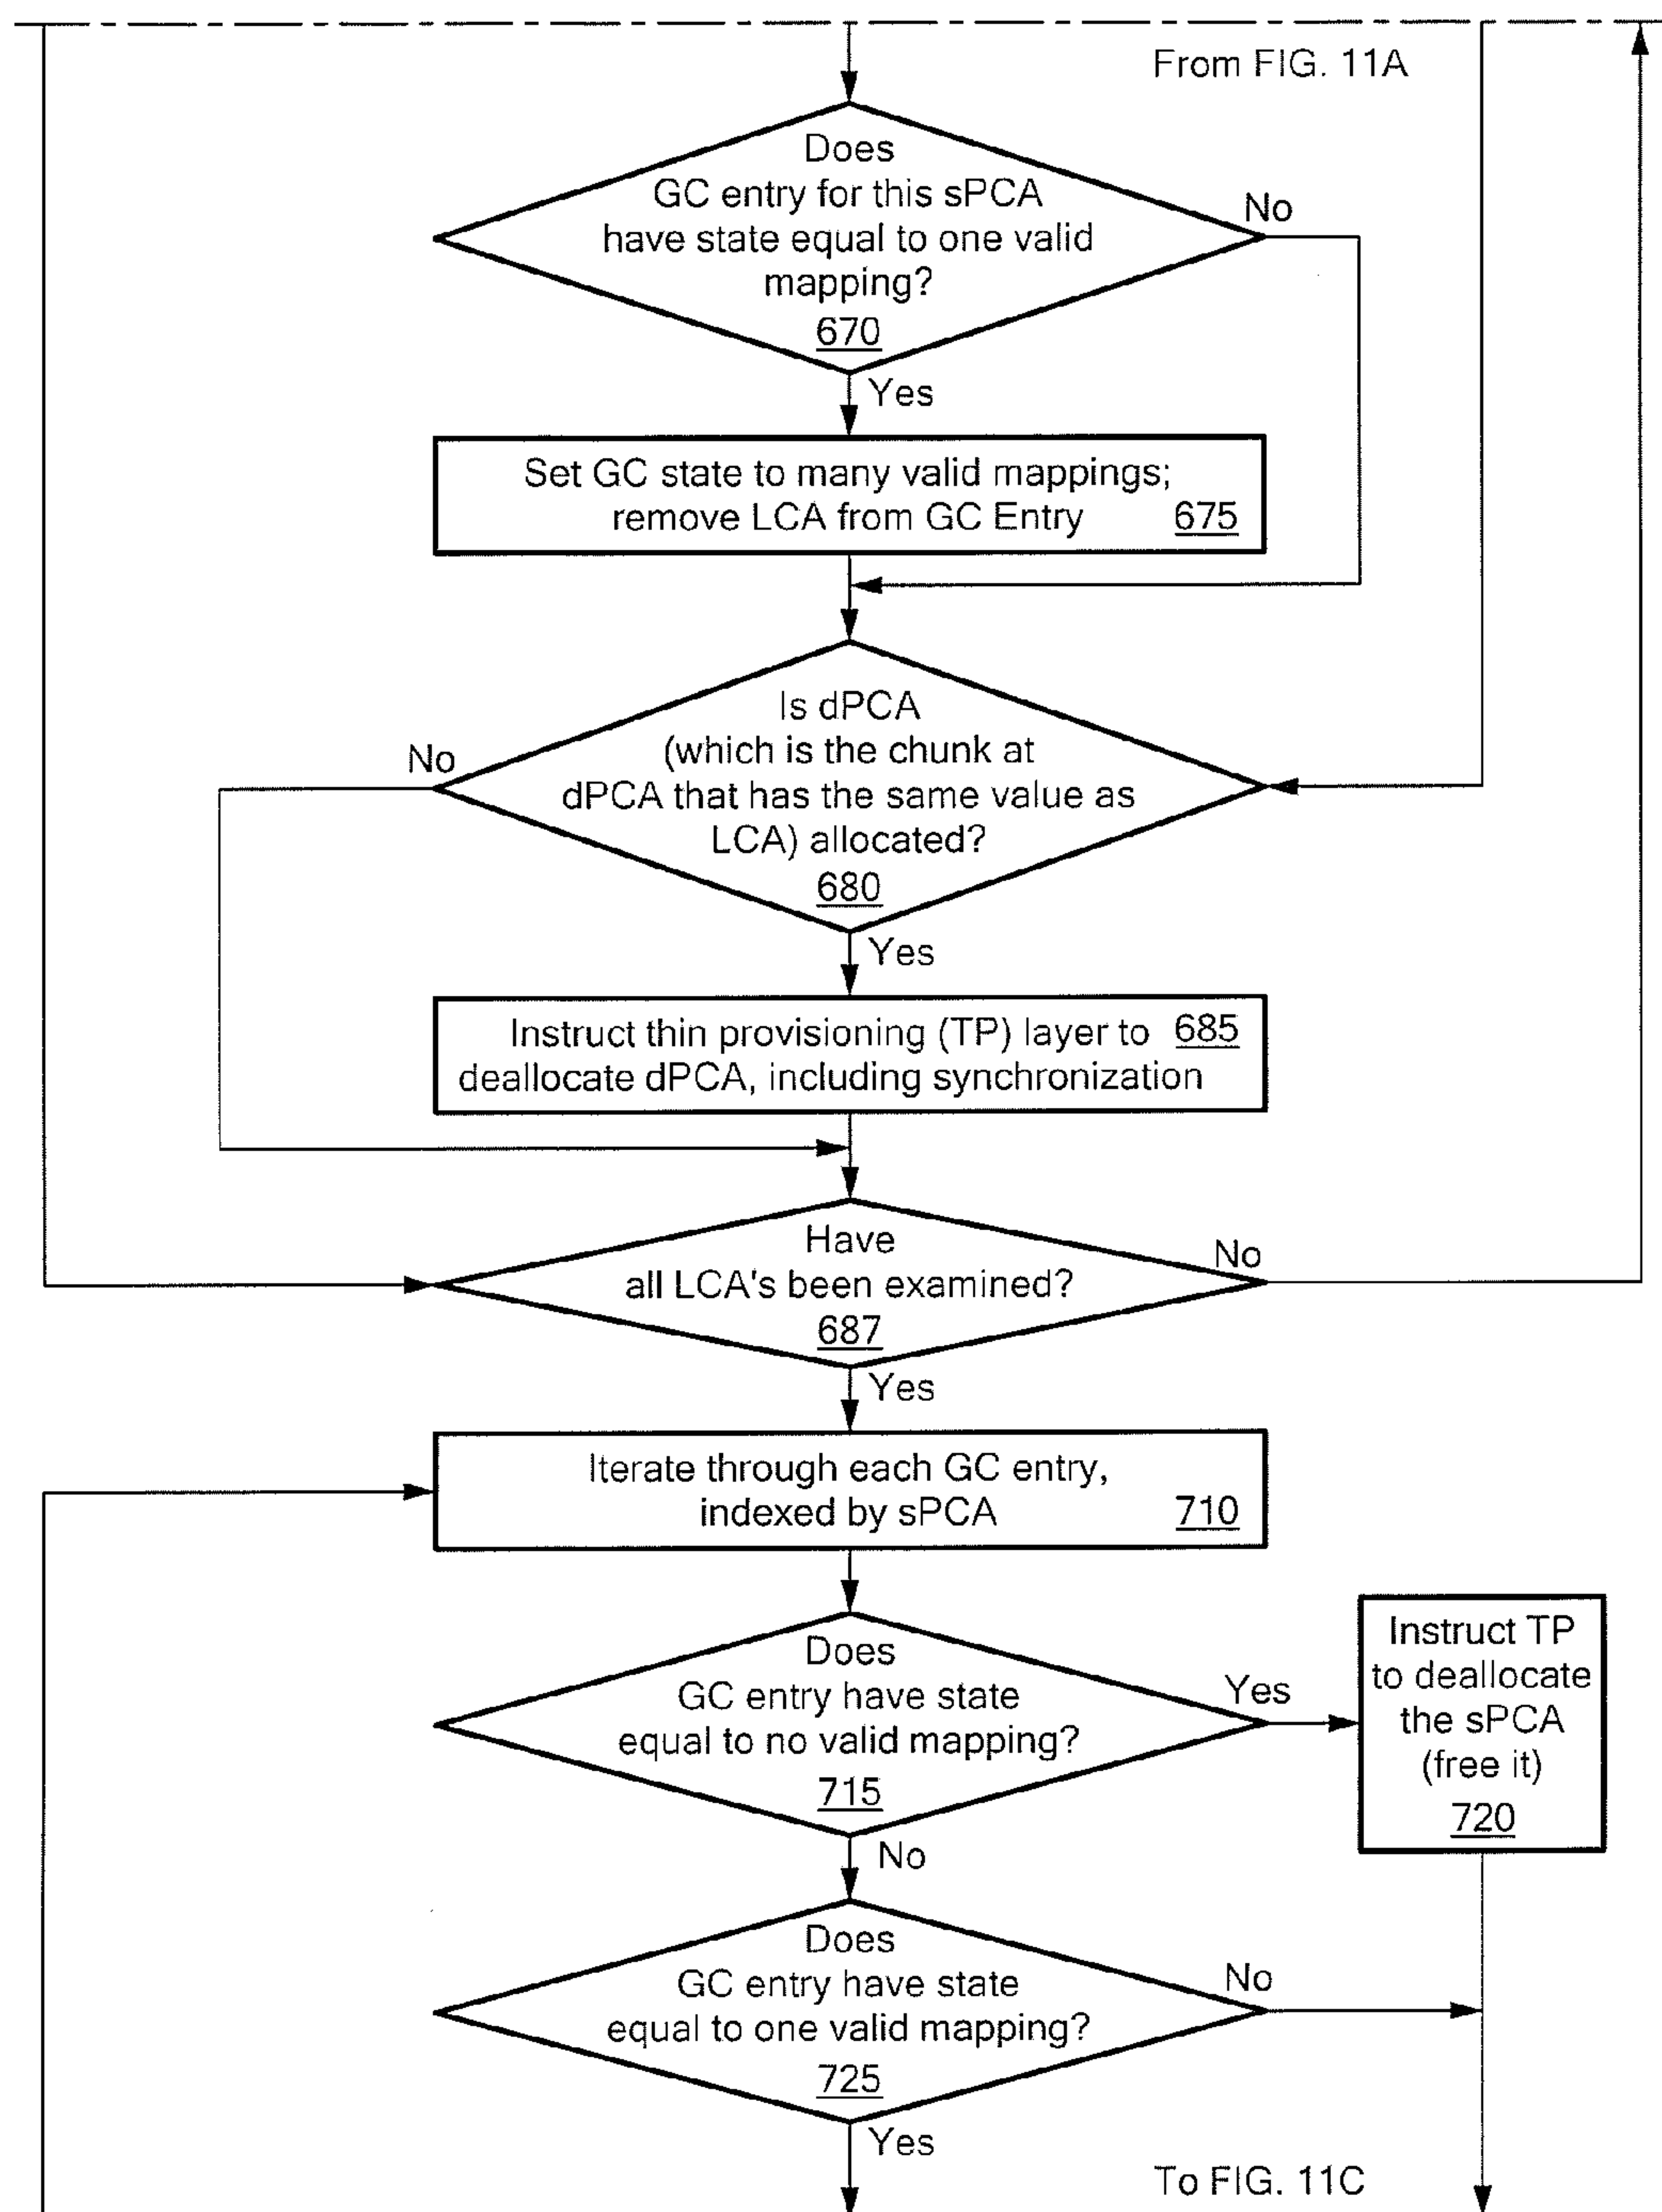 From FIG. 11A
Does
GC entry for this sPCA
have state equal to one valid
mapping?
670
No
Yes
Set GC state to many valid mappings;
remove LCA from GC Entry 675
Is dPCA
(which is the chunk at
dPCA that has the same value as
LCA) allocated?
680
No
Yes
Instruct thin provisioning (TP) layer to 685
deallocate dPCA, including synchronization
Have
all LCA's been examined?
687
No
Yes
Iterate through each GC entry,
indexed by sPCA 710
Does
GC entry have state
equal to no valid mapping?
715
Yes
Instruct TP
to deallocate
the sPCA
(free it)
720
No
Does
GC entry have state
equal to one valid mapping?
725
No
Yes
To FIG. 11C